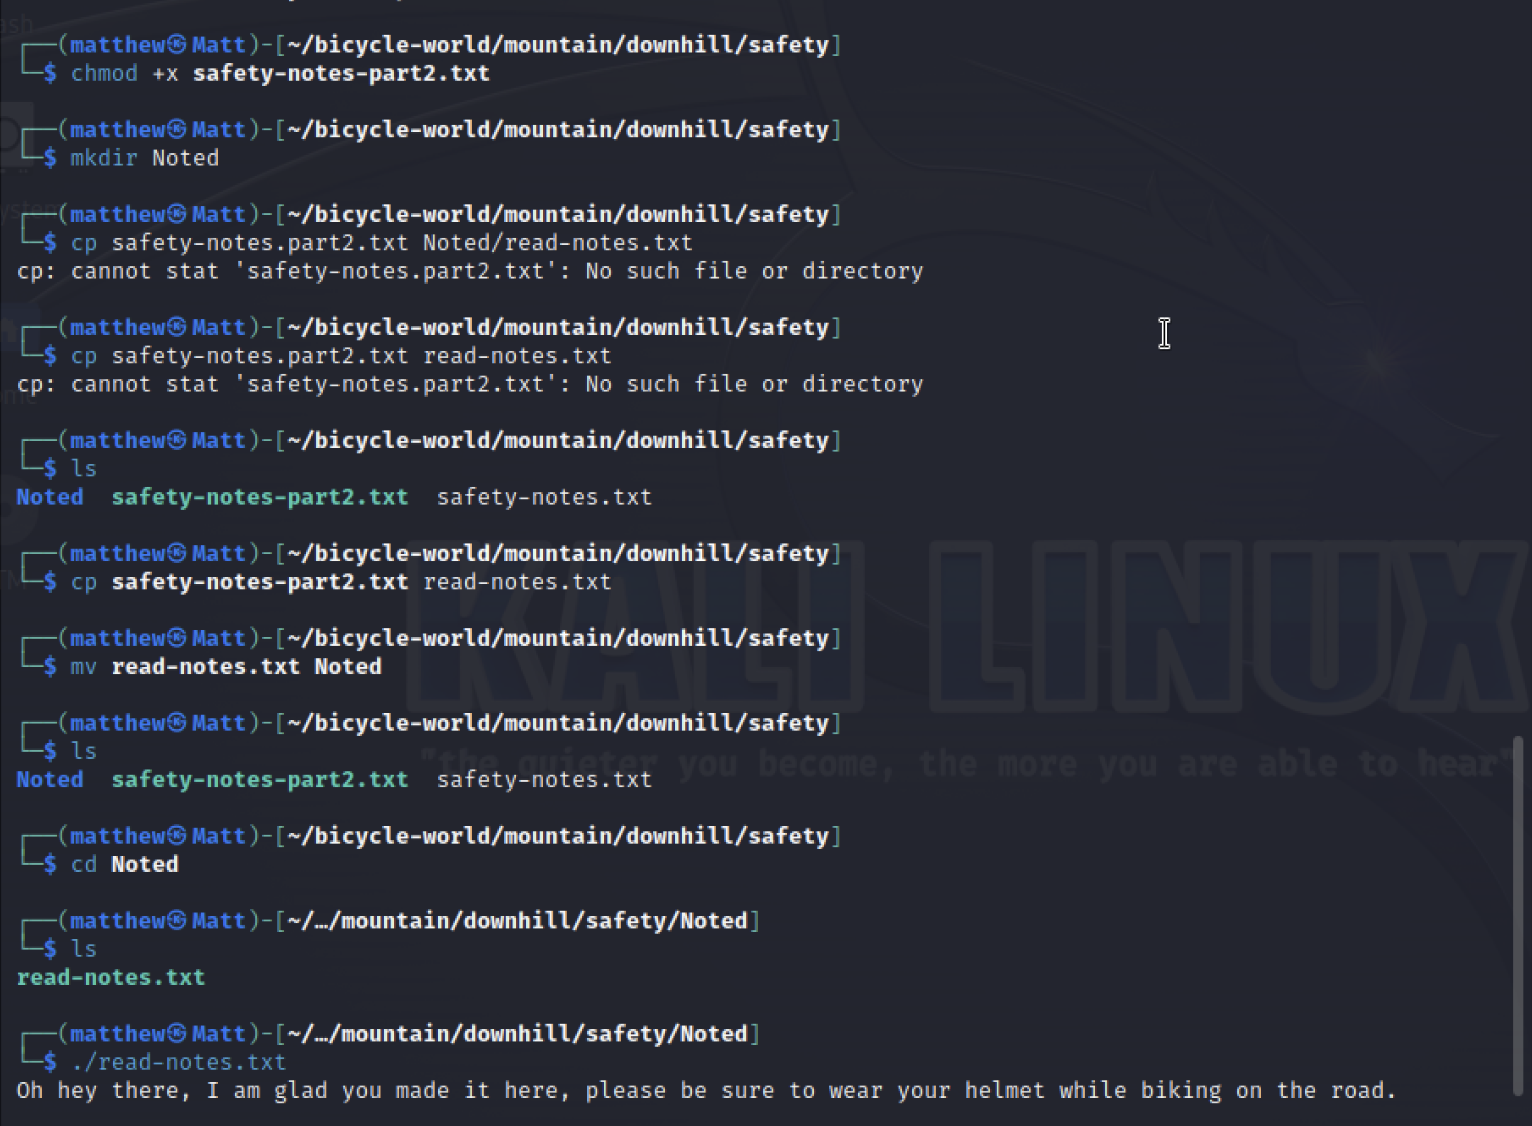 ┌──(matthew㉿Matt)-[~/bicycle-world/mountain/downhill/safety]
└─$ chmod +x safety-notes-part2.txt
┌──(matthew㉿Matt)-[~/bicycle-world/mountain/downhill/safety]
└─$ mkdir Noted
┌──(matthew㉿Matt)-[~/bicycle-world/mountain/downhill/safety]
└─$ cp safety-notes.part2.txt Noted/read-notes.txt
cp: cannot stat 'safety-notes.part2.txt': No such file or directory
┌──(matthew㉿Matt)-[~/bicycle-world/mountain/downhill/safety]
└─$ cp safety-notes.part2.txt read-notes.txt
cp: cannot stat 'safety-notes.part2.txt': No such file or directory
┌──(matthew㉿Matt)-[~/bicycle-world/mountain/downhill/safety]
└─$ ls
Noted  safety-notes-part2.txt  safety-notes.txt
┌──(matthew㉿Matt)-[~/bicycle-world/mountain/downhill/safety]
└─$ cp safety-notes-part2.txt read-notes.txt
┌──(matthew㉿Matt)-[~/bicycle-world/mountain/downhill/safety]
└─$ mv read-notes.txt Noted
┌──(matthew㉿Matt)-[~/bicycle-world/mountain/downhill/safety]
└─$ ls
Noted  safety-notes-part2.txt  safety-notes.txt
┌──(matthew㉿Matt)-[~/bicycle-world/mountain/downhill/safety]
└─$ cd Noted
┌──(matthew㉿Matt)-[~/…/mountain/downhill/safety/Noted]
└─$ ls
read-notes.txt
┌──(matthew㉿Matt)-[~/…/mountain/downhill/safety/Noted]
└─$ ./read-notes.txt
Oh hey there, I am glad you made it here, please be sure to wear your helmet while biking on the road.
KALI LINUX
"the quieter you become, the more you are able to hear"